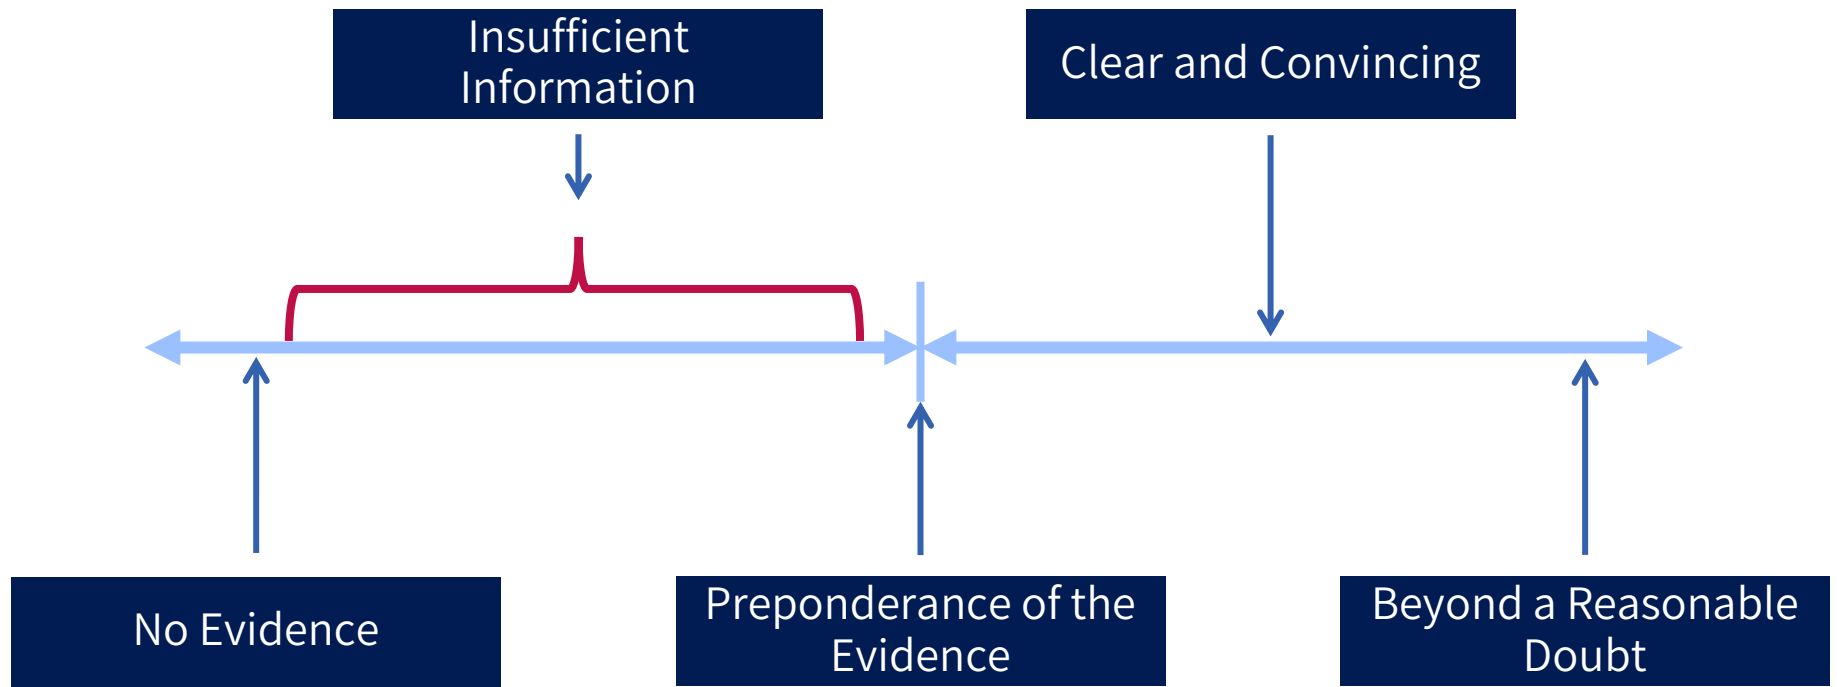 Insufficient
Information
Clear and Convincing
No Evidence
Preponderance of the
Evidence
Beyond a Reasonable
Doubt